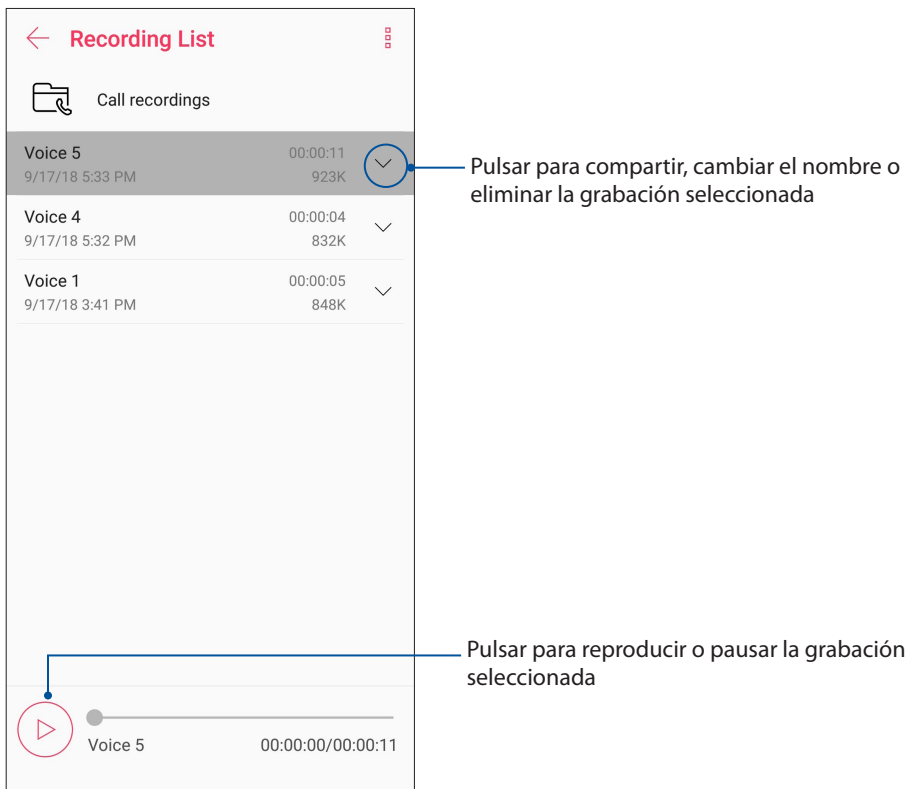 Recording List
Call recordings
Voice 5 00:00:11
9/17/18 5:33 PM 923K
Pulsar para compartir, cambiar el nombre o
eliminar la grabación seleccionada
Voice 4 00:00:04
9/17/18 5:32 PM 832K
Voice 1 00:00:05
9/17/18 3:41 PM 848K
Pulsar para reproducir o pausar la grabación
seleccionada
Voice 5 00:00:00/00:00:11